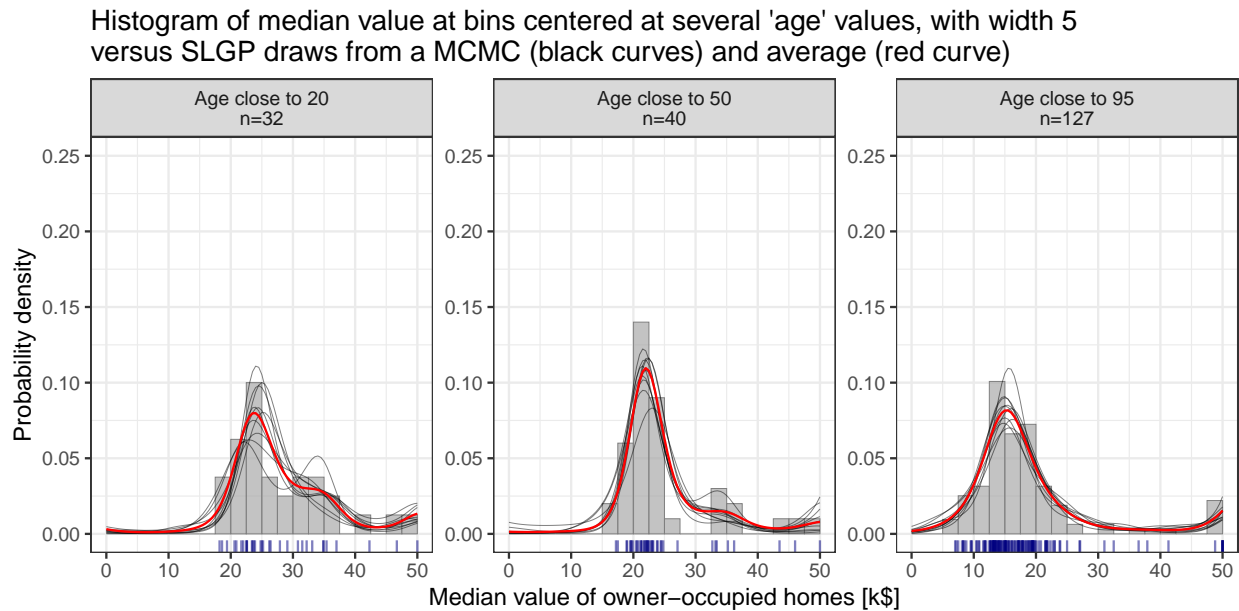 Histogram of median value at bins centered at several 'age' values, with width 5
versus SLGP draws from a MCMC (black curves) and average (red curve)
Age close to 20
n=32
Age close to 50
n=40
Age close to 95
n=127
Probability density
0.25
0.20
0.15
0.10
0.05
0.00
0.25
0.20
0.15
0.10
0.05
0.00
0.25
0.20
0.15
0.10
0.05
0.00
0 10 20 30 40 50
0 10 20 30 40 50
0 10 20 30 40 50
Median value of owner−occupied homes [k$]